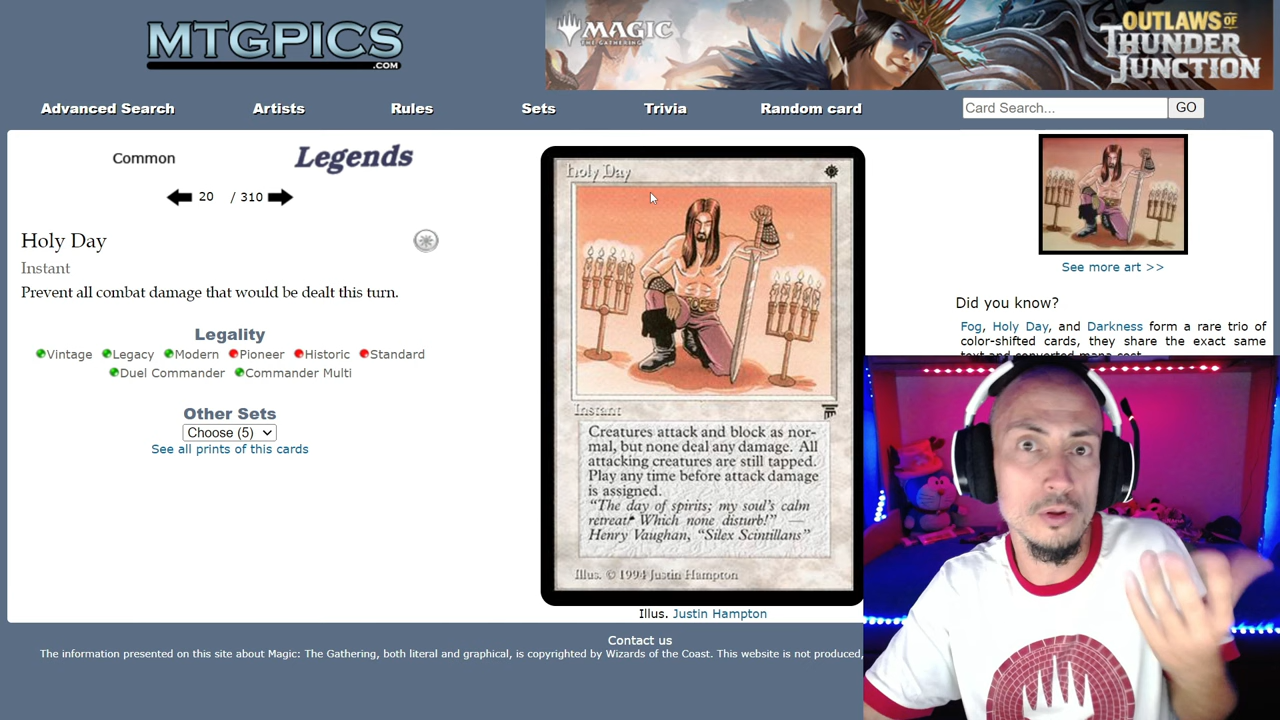 MTGPICS
.COM
MAGIC
THE GATHERING
OUTLAWS OF
THUNDER
JUNCTION
Advanced Search
Artists
Rules
Sets
Trivia
Random card
Card Search...
GO
Common
Legends
20 / 310
Holy Day
Instant
Prevent all combat damage that would be dealt this turn.
Legality
Vintage Legacy Modern Pioneer Historic Standard
Duel Commander Commander Multi
Other Sets
Choose (5)
See all prints of this cards
Holy Day
Instant
Creatures attack and block as nor-
mal, but none deal any damage. All
attacking creatures are still tapped.
Play any time before attack damage
is assigned.
“The day of spirits; my soul’s calm
retreat/ Which none disturb!” —
Henry Vaughan, “Silex Scintillans”
Illus. © 1994 Justin Hampton
Illus. Justin Hampton
See more art >>
Did you know?
Fog, Holy Day, and Darkness form a rare trio of
color-shifted cards, they share the exact same
text and converted mana cost.
Contact us
The information presented on this site about Magic: The Gathering, both literal and graphical, is copyrighted by Wizards of the Coast. This website is not produced,